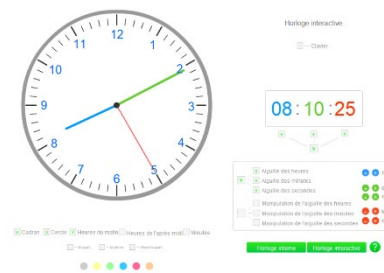 Horloge interactive
12
11
1
10
2
9
3
8
4
7
5
6
08:10:25
Aiguille des heures
Aiguille des minutes
Aiguille des secondes
Manipulation de l'aiguille des heures
Manipulation de l'aiguille des minutes
Manipulation de l'aiguille des secondes
Cadran Cercle Heures du matin Heures de l'après-midi Minutes
Horloge interne Horloge interactive ?